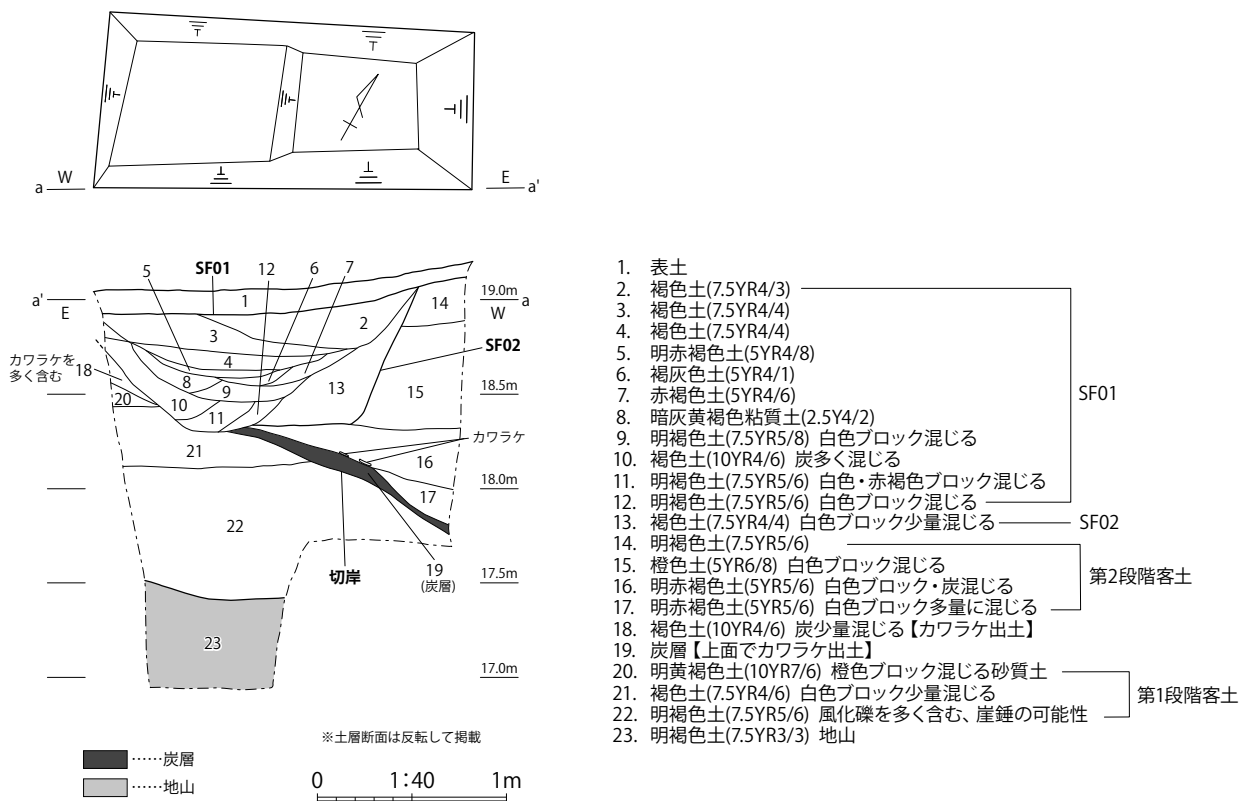 W
a
E
a'
5
SF01
12
6
7
a'
E
1
14
19.0m
a
W
2
3
SF02
4
カワラケを
多く含む
18
8
9
13
15
18.5m
20
10
11
21
カワラケ
16
18.0m
17
22
切岸
19
(炭層)
17.5m
23
17.0m
※土層断面は反転して掲載
……炭層
……地山
0
1:40
1m
1. 表土
2. 褐色土(7.5YR4/3)
3. 褐色土(7.5YR4/4)
4. 褐色土(7.5YR4/4)
5. 明赤褐色土(5YR4/8)
6. 褐灰色土(5YR4/1)
7. 赤褐色土(5YR4/6)
8. 暗灰黄褐色粘質土(2.5Y4/2)
9. 明褐色土(7.5YR5/8) 白色ブロック混じる
10. 褐色土(10YR4/6) 炭多く混じる
11. 明褐色土(7.5YR5/6) 白色・赤褐色ブロック混じる
12. 明褐色土(7.5YR5/6) 白色ブロック混じる
SF01
13. 褐色土(7.5YR4/4) 白色ブロック少量混じる
SF02
14. 明褐色土(7.5YR5/6)
15. 橙色土(5YR6/8) 白色ブロック混じる
16. 明赤褐色土(5YR5/6) 白色ブロック・炭混じる
17. 明赤褐色土(5YR5/6) 白色ブロック多量に混じる
第2段階客土
18. 褐色土(10YR4/6) 炭少量混じる【カワラケ出土】
19. 炭層【上面でカワラケ出土】
20. 明黄褐色土(10YR7/6) 橙色ブロック混じる砂質土
21. 褐色土(7.5YR4/6) 白色ブロック少量混じる
22. 明褐色土(7.5YR5/6) 風化礫を多く含む、崖錘の可能性
第1段階客土
23. 明褐色土(7.5YR3/3) 地山